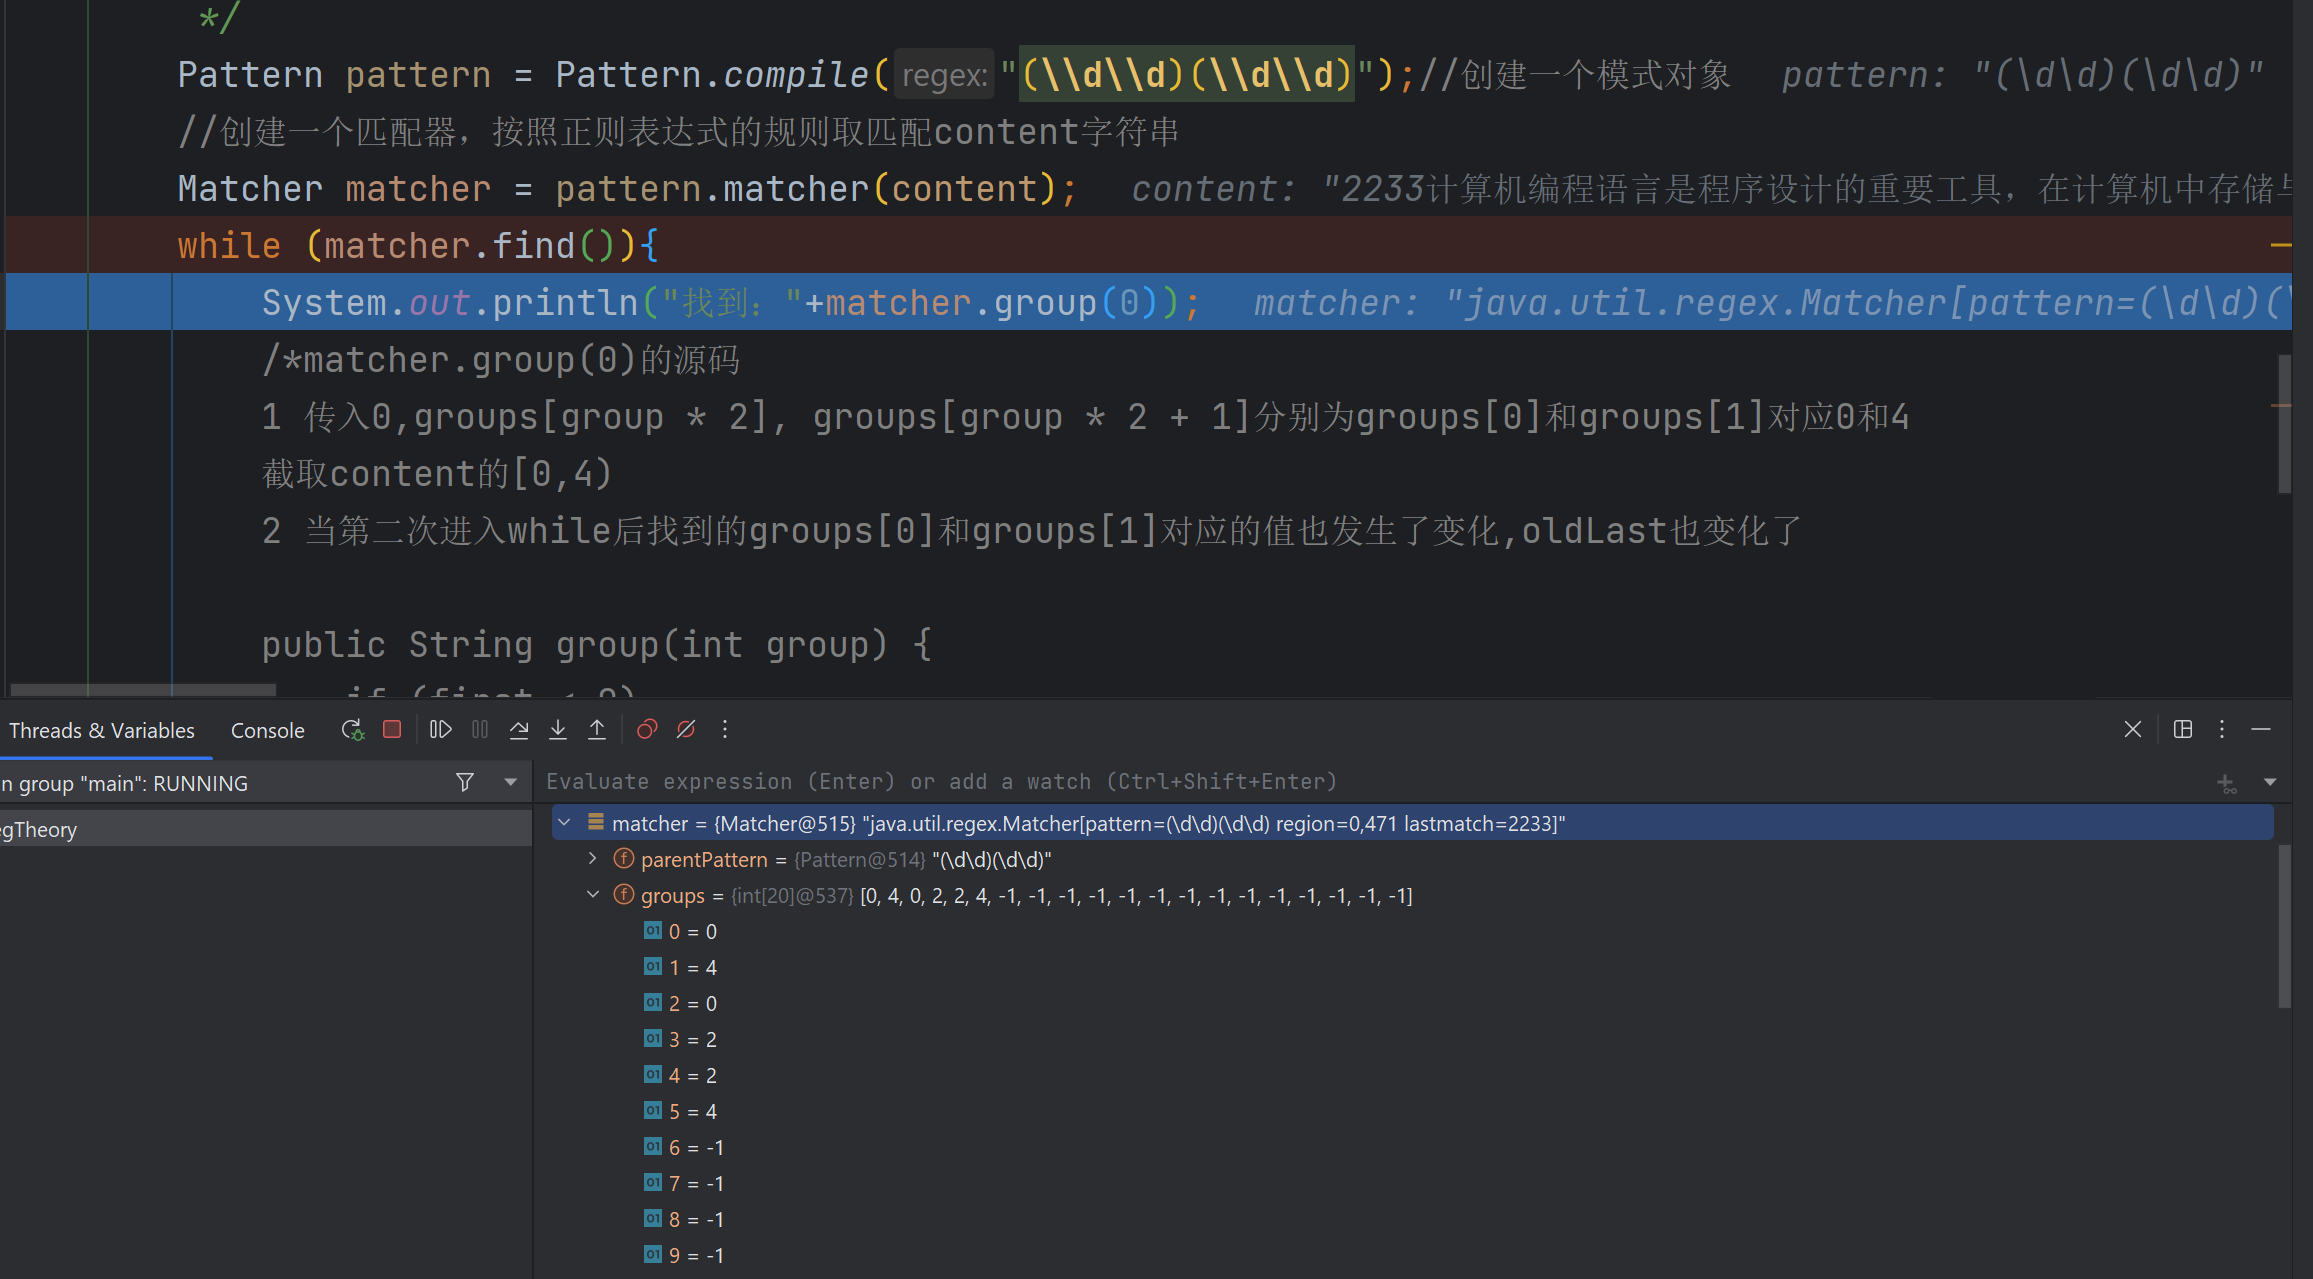 */
Pattern pattern = Pattern.compile( regex: "(\\d\\d)(\\d\\d)");//创建一个模式对象 pattern: "(\d\d)(\d\d)"
//创建一个匹配器，按照正则表达式的规则取匹配content字符串
Matcher matcher = pattern.matcher(content); content: "2233计算机编程语言是程序设计的重要工具，在计算机中存储与
while (matcher.find()){
System.out.println("找到："+matcher.group(0)); matcher: "java.util.regex.Matcher[pattern=(\d\d)(\
/*matcher.group(0)的源码
1 传入0,groups[group * 2], groups[group * 2 + 1]分别为groups[0]和groups[1]对应0和4
截取content的[0,4)
2 当第二次进入while后找到的groups[0]和groups[1]对应的值也发生了变化,oldLast也变化了
public String group(int group) {
if (first < 0)
Threads & Variables Console
n group "main": RUNNING
Evaluate expression (Enter) or add a watch (Ctrl+Shift+Enter)
gTheory
matcher = {Matcher@515} "java.util.regex.Matcher[pattern=(\d\d)(\d\d) region=0,471 lastmatch=2233]"
parentPattern = {Pattern@514} "(\d\d)(\d\d)"
groups = {int[20]@537} [0, 4, 0, 2, 2, 4, -1, -1, -1, -1, -1, -1, -1, -1, -1, -1, -1, -1, -1, -1]
0 = 0
1 = 4
2 = 0
3 = 2
4 = 2
5 = 4
6 = -1
7 = -1
8 = -1
9 = -1